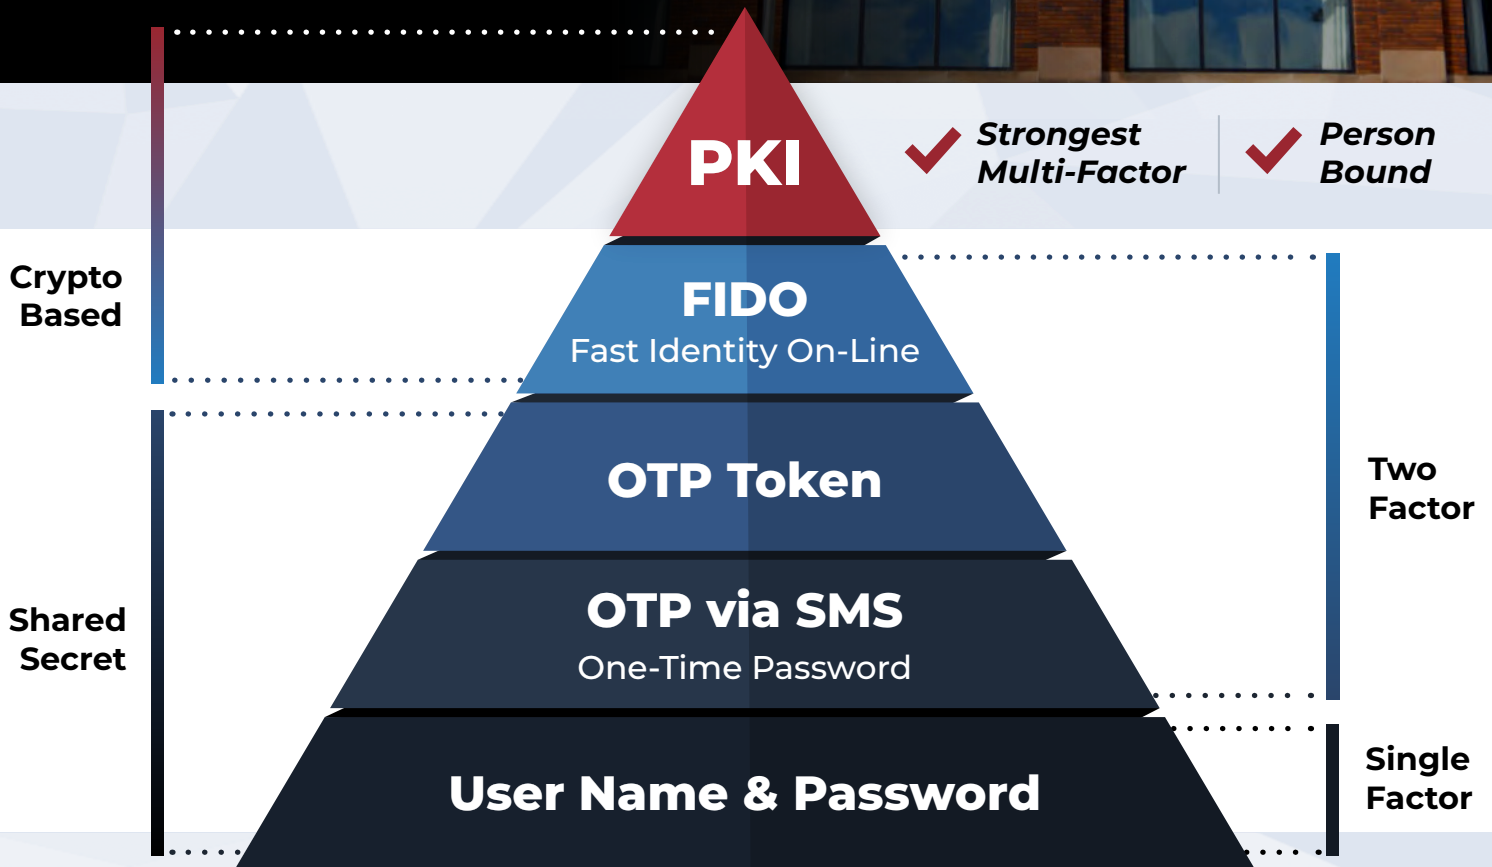 PKI
Strongest
Multi-Factor
Person
Bound
Crypto
Based
FIDO
Fast Identity On-Line
OTP Token
Two
Factor
OTP via SMS
One-Time Password
Shared
Secret
User Name & Password
Single
Factor